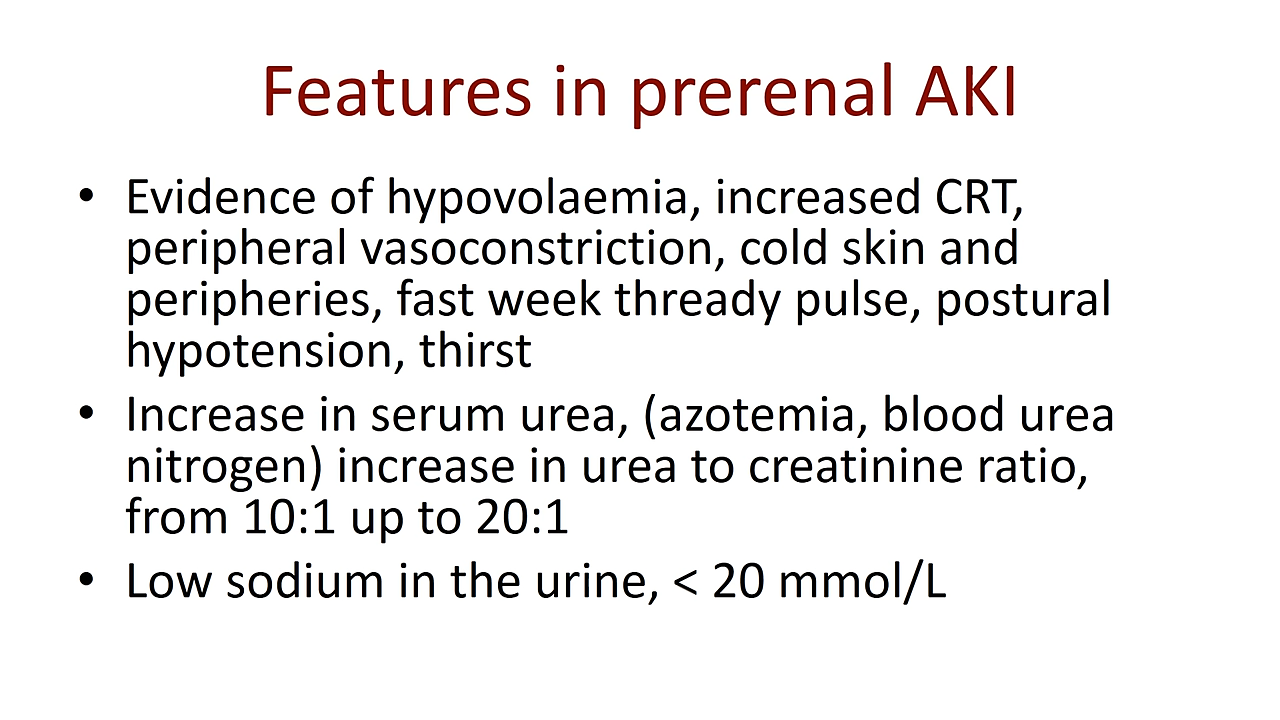 Features in prerenal AKI
• Evidence of hypovolaemia, increased CRT,
peripheral vasoconstriction, cold skin and
peripheries, fast week thready pulse, postural
hypotension, thirst
• Increase in serum urea, (azotemia, blood urea
nitrogen) increase in urea to creatinine ratio,
from 10:1 up to 20:1
• Low sodium in the urine, < 20 mmol/L